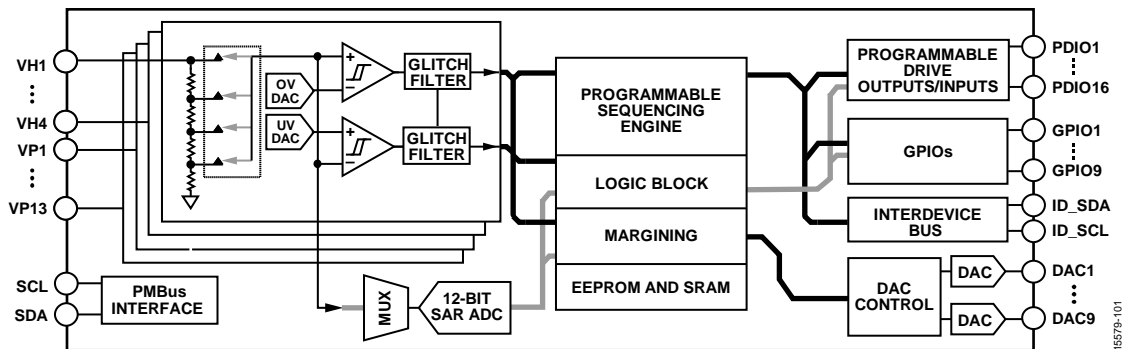 VH1
VH4
VP1
VP13
SCL
SDA
PMBus
INTERFACE
OV
DAC
UV
DAC
+
–
+
–
GLITCH
FILTER
GLITCH
FILTER
MUX
12-BIT
SAR ADC
PROGRAMMABLE
SEQUENCING
ENGINE
LOGIC BLOCK
MARGINING
EEPROM AND SRAM
PROGRAMMABLE
DRIVE
OUTPUTS/INPUTS
GPIOs
INTERDEVICE
BUS
DAC
CONTROL
DAC
DAC
PDIO1
PDIO16
GPIO1
GPIO9
ID_SDA
ID_SCL
DAC1
DAC9
15579-101